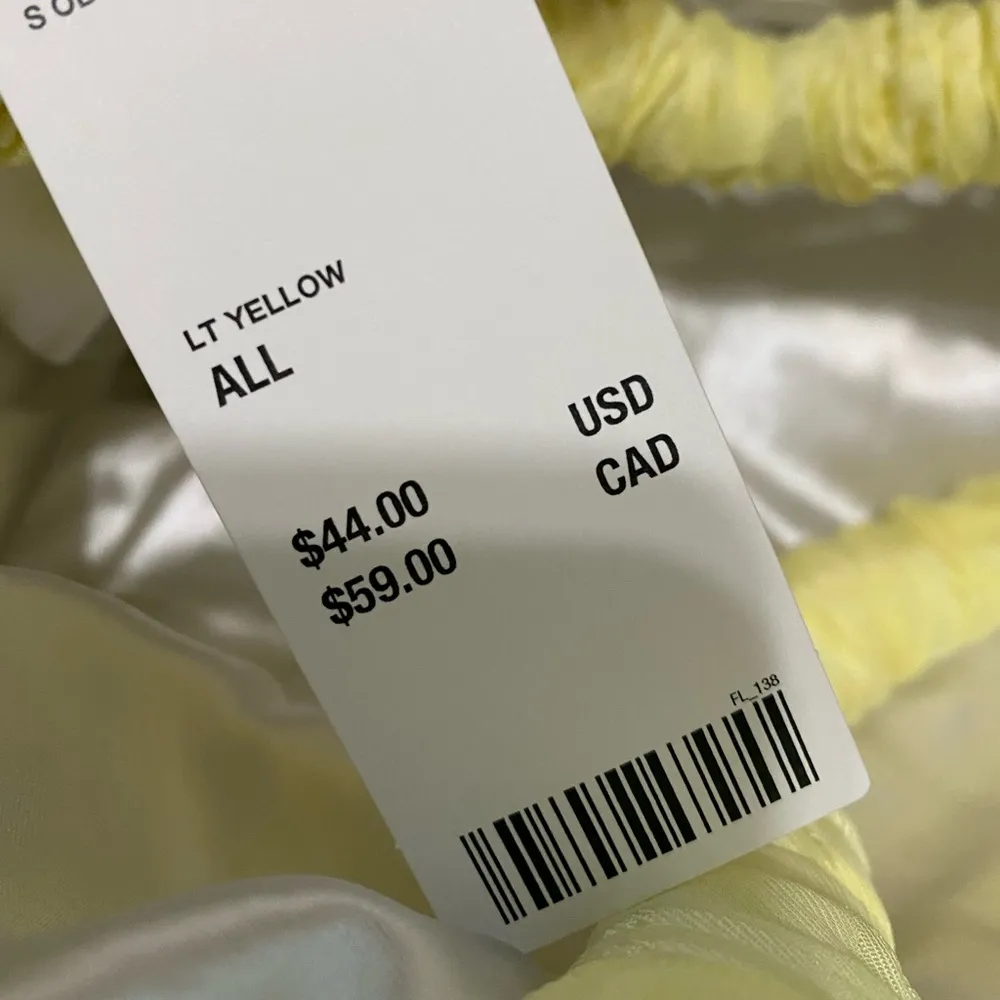 LT YELLOW
ALL
$44.00 USD
$59.00 CAD
FL_138